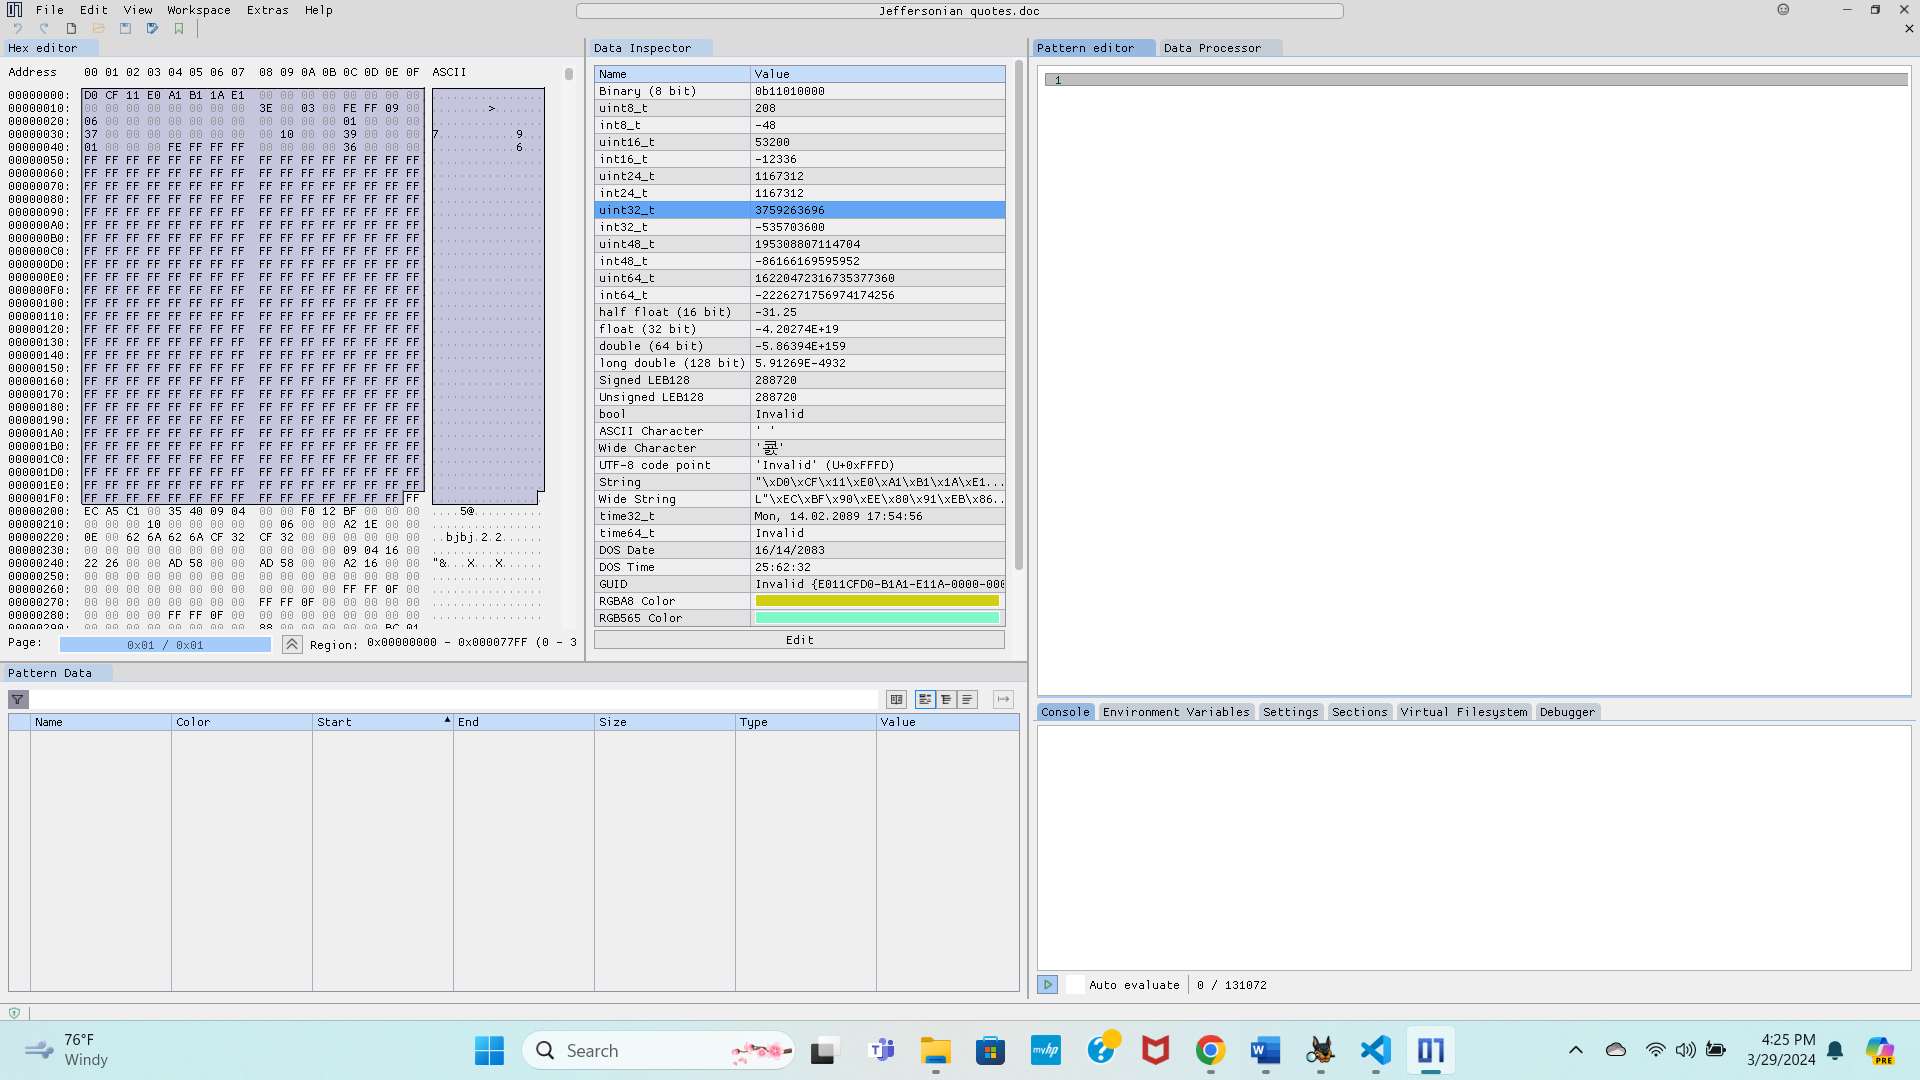 File Edit View Workspace Extras Help
Jeffersonian quotes.doc
Hex editor
Address 00 01 02 03 04 05 06 07 08 09 0A 0B 0C 0D 0E 0F ASCII
00000000: D0 CF 11 E0 A1 B1 1A E1 00 00 00 00 00 00 00 00 ................
00000010: 00 00 00 00 00 00 00 00 3E 00 03 00 FE FF 09 00 ........>.......
00000020: 06 00 00 00 00 00 00 00 00 00 00 00 01 00 00 00 ................
00000030: 37 00 00 00 00 00 00 00 00 10 00 00 39 00 00 00 7...........9...
00000040: 01 00 00 00 FE FF FF FF 00 00 00 00 36 00 00 00 ............6...
00000050: FF FF FF FF FF FF FF FF FF FF FF FF FF FF FF FF ................
00000060: FF FF FF FF FF FF FF FF FF FF FF FF FF FF FF FF ................
00000070: FF FF FF FF FF FF FF FF FF FF FF FF FF FF FF FF ................
00000080: FF FF FF FF FF FF FF FF FF FF FF FF FF FF FF FF ................
00000090: FF FF FF FF FF FF FF FF FF FF FF FF FF FF FF FF ................
000000A0: FF FF FF FF FF FF FF FF FF FF FF FF FF FF FF FF ................
000000B0: FF FF FF FF FF FF FF FF FF FF FF FF FF FF FF FF ................
000000C0: FF FF FF FF FF FF FF FF FF FF FF FF FF FF FF FF ................
000000D0: FF FF FF FF FF FF FF FF FF FF FF FF FF FF FF FF ................
000000E0: FF FF FF FF FF FF FF FF FF FF FF FF FF FF FF FF ................
000000F0: FF FF FF FF FF FF FF FF FF FF FF FF FF FF FF FF ................
00000100: FF FF FF FF FF FF FF FF FF FF FF FF FF FF FF FF ................
00000110: FF FF FF FF FF FF FF FF FF FF FF FF FF FF FF FF ................
00000120: FF FF FF FF FF FF FF FF FF FF FF FF FF FF FF FF ................
00000130: FF FF FF FF FF FF FF FF FF FF FF FF FF FF FF FF ................
00000140: FF FF FF FF FF FF FF FF FF FF FF FF FF FF FF FF ................
00000150: FF FF FF FF FF FF FF FF FF FF FF FF FF FF FF FF ................
00000160: FF FF FF FF FF FF FF FF FF FF FF FF FF FF FF FF ................
00000170: FF FF FF FF FF FF FF FF FF FF FF FF FF FF FF FF ................
00000180: FF FF FF FF FF FF FF FF FF FF FF FF FF FF FF FF ................
00000190: FF FF FF FF FF FF FF FF FF FF FF FF FF FF FF FF ................
000001A0: FF FF FF FF FF FF FF FF FF FF FF FF FF FF FF FF ................
000001B0: FF FF FF FF FF FF FF FF FF FF FF FF FF FF FF FF ................
000001C0: FF FF FF FF FF FF FF FF FF FF FF FF FF FF FF FF ................
000001D0: FF FF FF FF FF FF FF FF FF FF FF FF FF FF FF FF ................
000001E0: FF FF FF FF FF FF FF FF FF FF FF FF FF FF FF FF ................
000001F0: FF FF FF FF FF FF FF FF FF FF FF FF FF FF FF FF ................
00000200: EC A5 C1 00 35 40 09 04 00 00 F0 12 BF 00 00 00 ....5@..........
00000210: 00 00 00 10 00 00 00 00 00 06 00 00 A2 1E 00 00 ................
00000220: 0E 00 62 6A 62 6A CF 32 CF 32 00 00 00 00 00 00 ..bjbj.2.2......
00000230: 00 00 00 00 00 00 00 00 00 00 00 00 09 04 16 00 ................
00000240: 22 26 00 00 AD 58 00 00 AD 58 00 00 A2 16 00 00 "&...X...X......
00000250: 00 00 00 00 00 00 00 00 00 00 00 00 00 00 00 00 ................
00000260: 00 00 00 00 00 00 00 00 00 00 00 00 FF FF 0F 00 ................
00000270: 00 00 00 00 00 00 00 00 FF FF 0F 00 00 00 00 00 ................
00000280: 00 00 00 00 FF FF 0F 00 00 00 00 00 00 00 00 00 ................
00000290: 00 00 00 00 00 00 00 00 88 00 00 00 00 00 BC 01
Page: 0x01 / 0x01 Region: 0x00000000 - 0x000077FF (0 - 3
Data Inspector
Name Value
Binary (8 bit) 0b11010000
uint8_t 208
int8_t -48
uint16_t 53200
int16_t -12336
uint24_t 1167312
int24_t 1167312
uint32_t 3759263696
int32_t -535703600
uint48_t 195308807114704
int48_t -86166169595952
uint64_t 16220472316735377360
int64_t -2226271756974174256
half float (16 bit) -31.25
float (32 bit) -4.20274E+19
double (64 bit) -5.86394E+159
long double (128 bit) 5.91269E-4932
Signed LEB128 288720
Unsigned LEB128 288720
bool Invalid
ASCII Character ' '
Wide Character '콏'
UTF-8 code point 'Invalid' (U+0xFFFD)
String "\xD0\xCF\x11\xE0\xA1\xB1\x1A\xE1...
Wide String L"\xEC\xBF\x90\xEE\x80\x91\xEB\x86...
time32_t Mon, 14.02.2089 17:54:56
time64_t Invalid
DOS Date 16/14/2083
DOS Time 25:62:32
GUID Invalid {E011CFD0-B1A1-E11A-0000-000
RGBA8 Color
RGB565 Color
Edit
Pattern editor Data Processor
1
Pattern Data
Name Color Start End Size Type Value
Console Environment Variables Settings Sections Virtual Filesystem Debugger
Auto evaluate 0 / 131072
76°F
Windy
Search
myhp
PRE
4:25 PM
3/29/2024